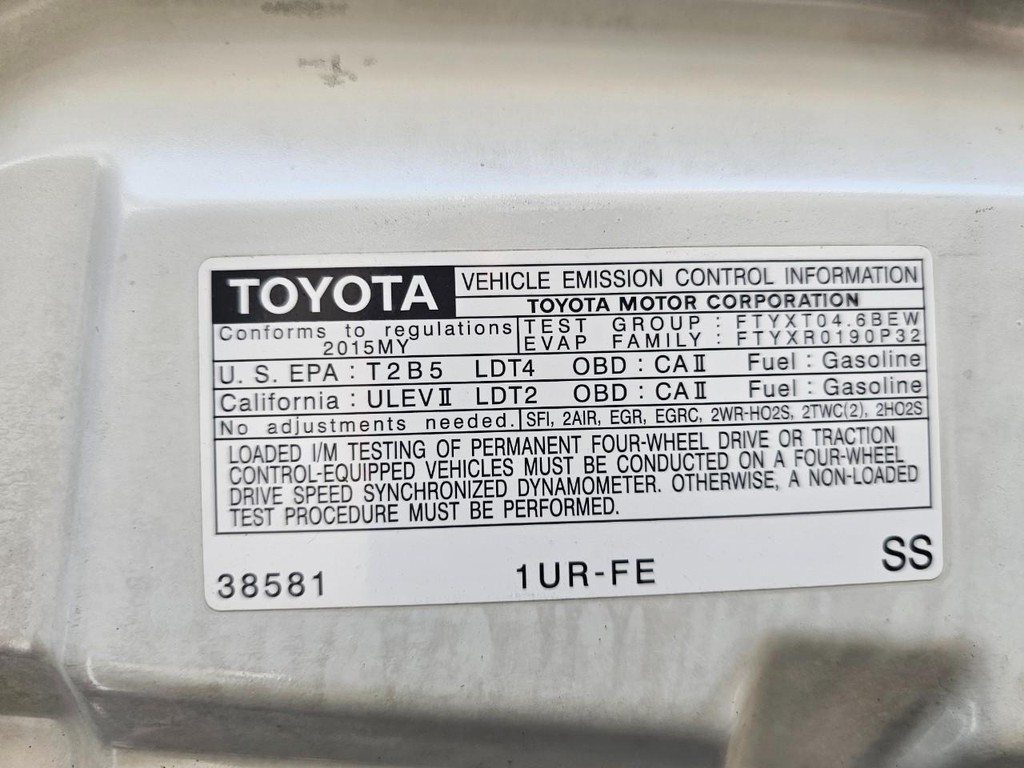 TOYOTA VEHICLE EMISSION CONTROL INFORMATION
TOYOTA MOTOR CORPORATION
Conforms to regulations
2015MY
TEST GROUP : FTYXT04.6BEW
EVAP FAMILY : FTYXR0190P32
U. S. EPA : T2B5 LDT4 OBD : CAⅡ Fuel : Gasoline
California : ULEVⅡ LDT2 OBD : CAⅡ Fuel : Gasoline
No adjustments needed. SFI, 2AIR, EGR, EGRC, 2WR-HO2S, 2TWC(2), 2HO2S
LOADED I/M TESTING OF PERMANENT FOUR-WHEEL DRIVE OR TRACTION
CONTROL-EQUIPPED VEHICLES MUST BE CONDUCTED ON A FOUR-WHEEL
DRIVE SPEED SYNCHRONIZED DYNAMOMETER. OTHERWISE, A NON-LOADED
TEST PROCEDURE MUST BE PERFORMED.
38581 1UR-FE SS